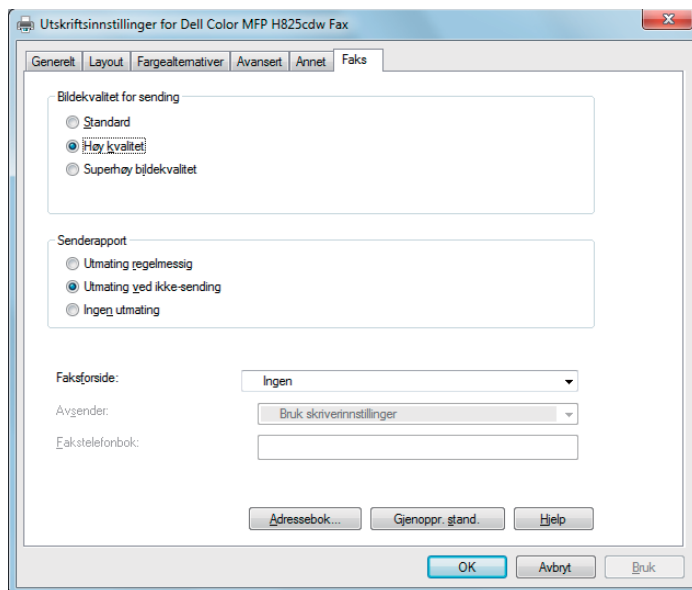 Utskriftsinnstillinger for Dell Color MFP H825cdw Fax
Generelt Layout Fargealternativer Avansert Annet Faks
Bildekvalitet for sending
Standard
Høy kvalitet
Superhøy bildekvalitet
Senderapport
Utmating regelmessig
Utmating ved ikke-sending
Ingen utmating
Faksforside: Ingen
Avsender: Bruk skriverinnstillinger
Fakstelefonbok:
Adressebok... Gjenoppr. stand. Hjelp
OK Avbryt Bruk